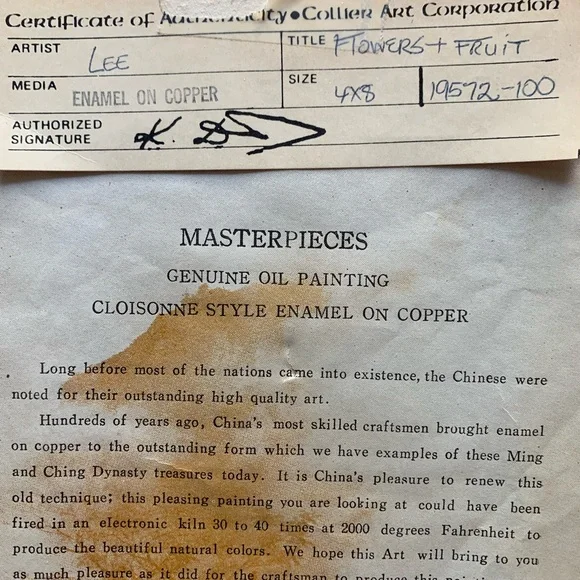 Certificate of Authenticity • Collier Art Corporation
ARTIST LEE TITLE FLOWERS + FRUIT
MEDIA ENAMEL ON COPPER SIZE 4X8 19572-100
AUTHORIZED
SIGNATURE K. D
MASTERPIECES
GENUINE OIL PAINTING
CLOISONNE STYLE ENAMEL ON COPPER
Long before most of the nations came into existence, the Chinese were
noted for their outstanding high quality art.
Hundreds of years ago, China's most skilled craftsmen brought enamel
on copper to the outstanding form which we have examples of these Ming
and Ching Dynasty treasures today. It is China's pleasure to renew this
old technique; this pleasing painting you are looking at could have been
fired in an electronic kiln 30 to 40 times at 2000 degrees Fahrenheit to
produce the beautiful natural colors. We hope this Art will bring to you
as much pleasure as it did for the craftsman to produce this